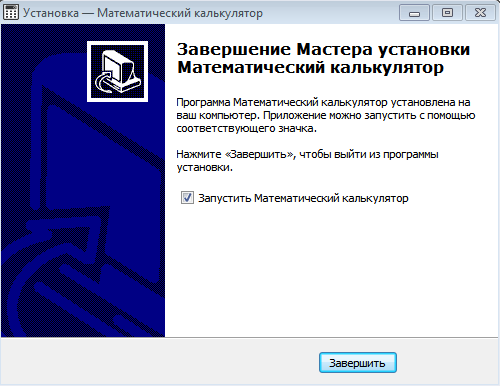 Установка — Математический калькулятор
Завершение Мастера установки
Математический калькулятор
Программа Математический калькулятор установлена на
ваш компьютер. Приложение можно запустить с помощью
соответствующего значка.
Нажмите «Завершить», чтобы выйти из программы
установки.
Запустить Математический калькулятор
Завершить